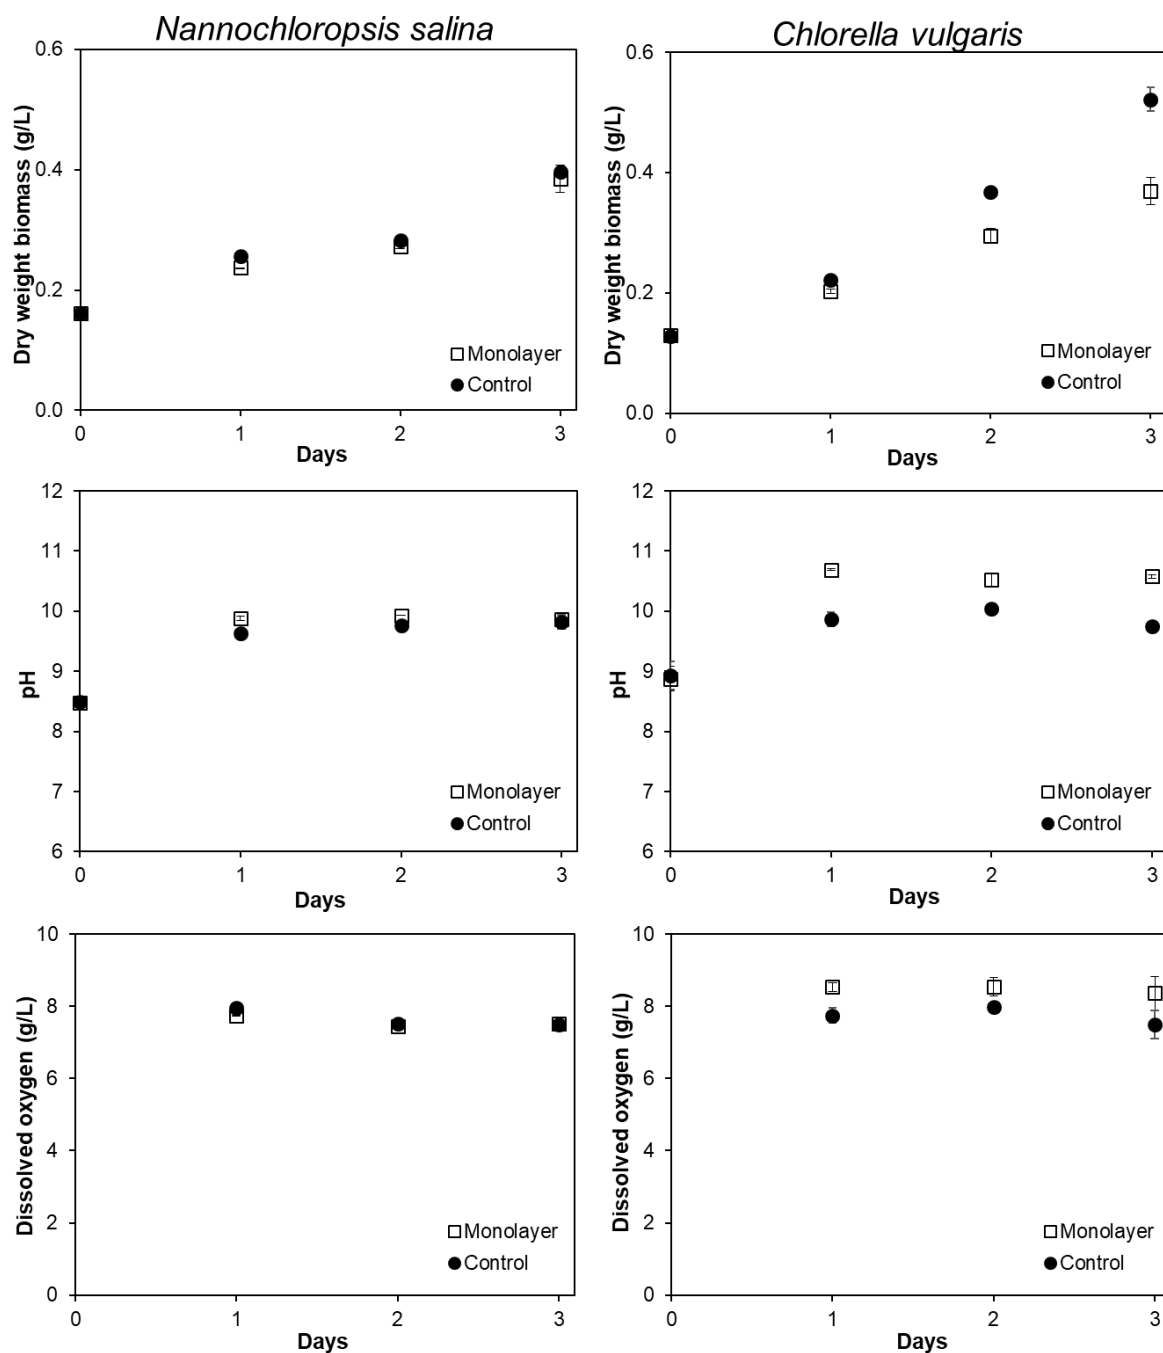 Nannochloropsis salina
Chlorella vulgaris
Dry weight biomass (g/L)
0.6
0.4
0.2
0.0
0 1 2 3
Days
Monolayer
Control
Dry weight biomass (g/L)
0.6
0.4
0.2
0.0
0 1 2 3
Days
Monolayer
Control
pH
12
11
10
9
8
7
6
0 1 2 3
Days
Monolayer
Control
pH
12
11
10
9
8
7
6
0 1 2 3
Days
Monolayer
Control
Dissolved oxygen (g/L)
10
8
6
4
2
0
0 1 2 3
Days
Monolayer
Control
Dissolved oxygen (g/L)
10
8
6
4
2
0
0 1 2 3
Days
Monolayer
Control